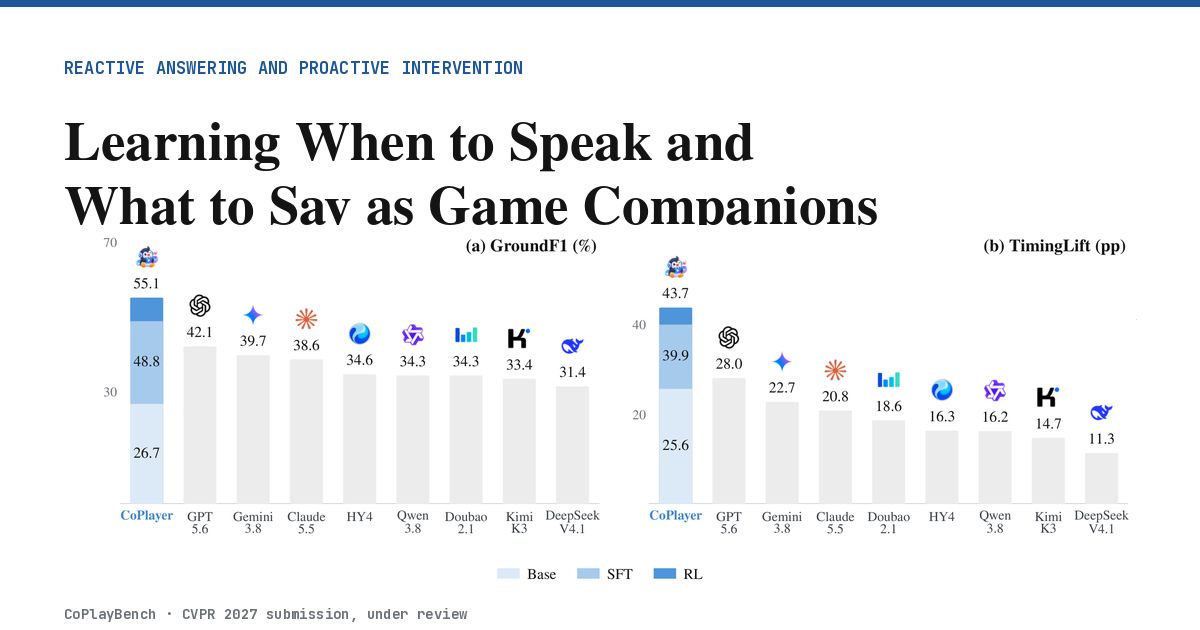 REACTIVE ANSWERING AND PROACTIVE INTERVENTION
Learning When to Speak and
What to Say as Game Companions
(a) GroundF1 (%)
70
30
55.1
48.8
26.7
42.1
39.7
38.6
34.6
34.3
34.3
33.4
31.4
CoPlayer
GPT 5.6
Gemini 3.8
Claude 5.5
HY4
Qwen 3.8
Doubao 2.1
Kimi K3
DeepSeek V4.1
(b) TimingLift (pp)
40
20
43.7
39.9
25.6
28.0
22.7
20.8
18.6
16.3
16.2
14.7
11.3
CoPlayer
GPT 5.6
Gemini 3.8
Claude 5.5
Doubao 2.1
HY4
Qwen 3.8
Kimi K3
DeepSeek V4.1
Base
SFT
RL
CoPlayBench · CVPR 2027 submission, under review